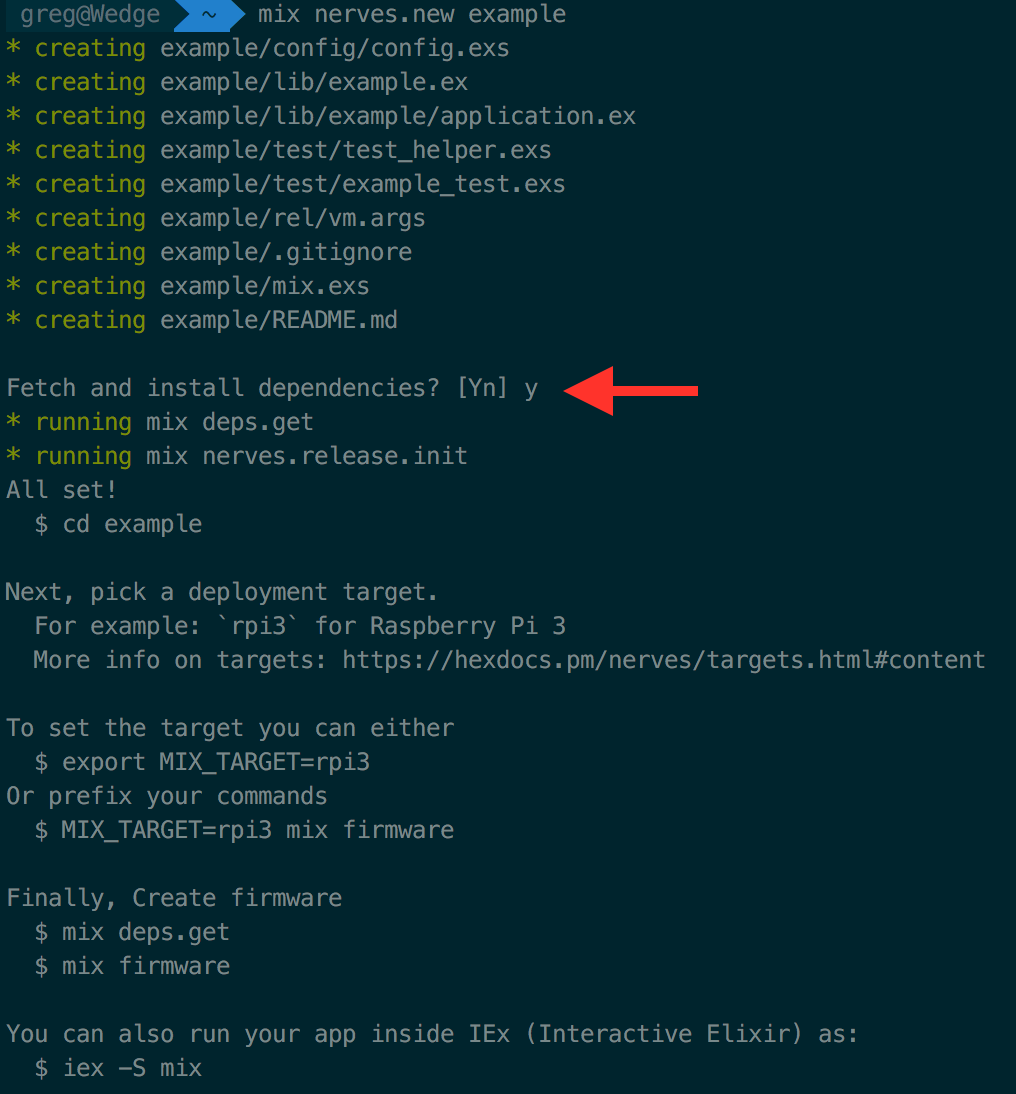 greg@Wedge ~ mix nerves.new example
* creating example/config/config.exs
* creating example/lib/example.ex
* creating example/lib/example/application.ex
* creating example/test/test_helper.exs
* creating example/test/example_test.exs
* creating example/rel/vm.args
* creating example/.gitignore
* creating example/mix.exs
* creating example/README.md
Fetch and install dependencies? [Yn] y
* running mix deps.get
* running mix nerves.release.init
All set!
$ cd example
Next, pick a deployment target.
For example: `rpi3` for Raspberry Pi 3
More info on targets: https://hexdocs.pm/nerves/targets.html#content
To set the target you can either
$ export MIX_TARGET=rpi3
Or prefix your commands
$ MIX_TARGET=rpi3 mix firmware
Finally, Create firmware
$ mix deps.get
$ mix firmware
You can also run your app inside IEx (Interactive Elixir) as:
$ iex -S mix